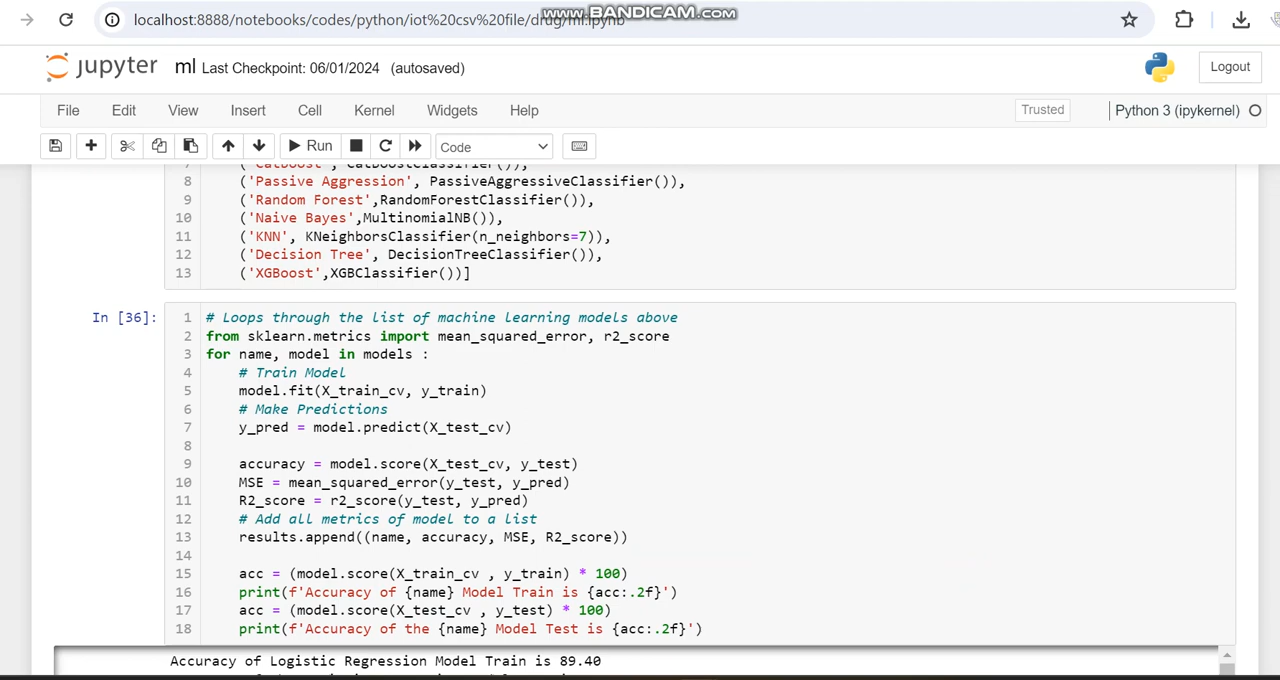 localhost:8888/notebooks/codes/python/iot%20csv%20file/drug/ml.ipynb
www.BANDICAM.com
jupyter ml Last Checkpoint: 06/01/2024 (autosaved) Logout
File Edit View Insert Cell Kernel Widgets Help Trusted Python 3 (ipykernel)
Run Code
7 ('CatBoost', CatBoostClassifier()),
8 ('Passive Aggression', PassiveAggressiveClassifier()),
9 ('Random Forest',RandomForestClassifier()),
10 ('Naive Bayes',MultinomialNB()),
11 ('KNN', KNeighborsClassifier(n_neighbors=7)),
12 ('Decision Tree', DecisionTreeClassifier()),
13 ('XGBoost',XGBClassifier())]
In [36]:
1 # Loops through the list of machine learning models above
2 from sklearn.metrics import mean_squared_error, r2_score
3 for name, model in models :
4 # Train Model
5 model.fit(X_train_cv, y_train)
6 # Make Predictions
7 y_pred = model.predict(X_test_cv)
8
9 accuracy = model.score(X_test_cv, y_test)
10 MSE = mean_squared_error(y_test, y_pred)
11 R2_score = r2_score(y_test, y_pred)
12 # Add all metrics of model to a list
13 results.append((name, accuracy, MSE, R2_score))
14
15 acc = (model.score(X_train_cv , y_train) * 100)
16 print(f'Accuracy of {name} Model Train is {acc:.2f}')
17 acc = (model.score(X_test_cv , y_test) * 100)
18 print(f'Accuracy of the {name} Model Test is {acc:.2f}')
Accuracy of Logistic Regression Model Train is 89.40